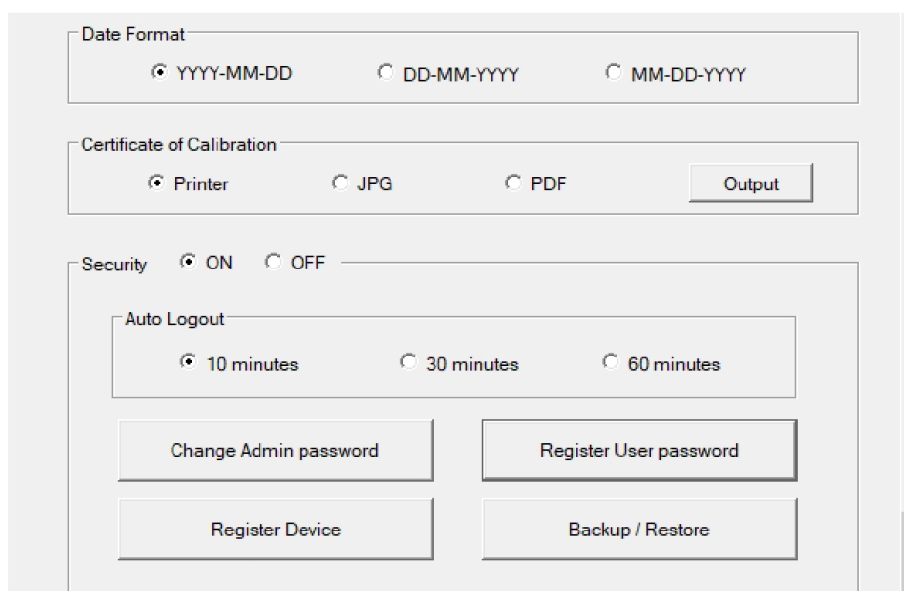 Date Format
YYYY-MM-DD DD-MM-YYYY MM-DD-YYYY
Certificate of Calibration
Printer JPG PDF Output
Security ON OFF
Auto Logout
10 minutes 30 minutes 60 minutes
Change Admin password Register User password
Register Device Backup / Restore